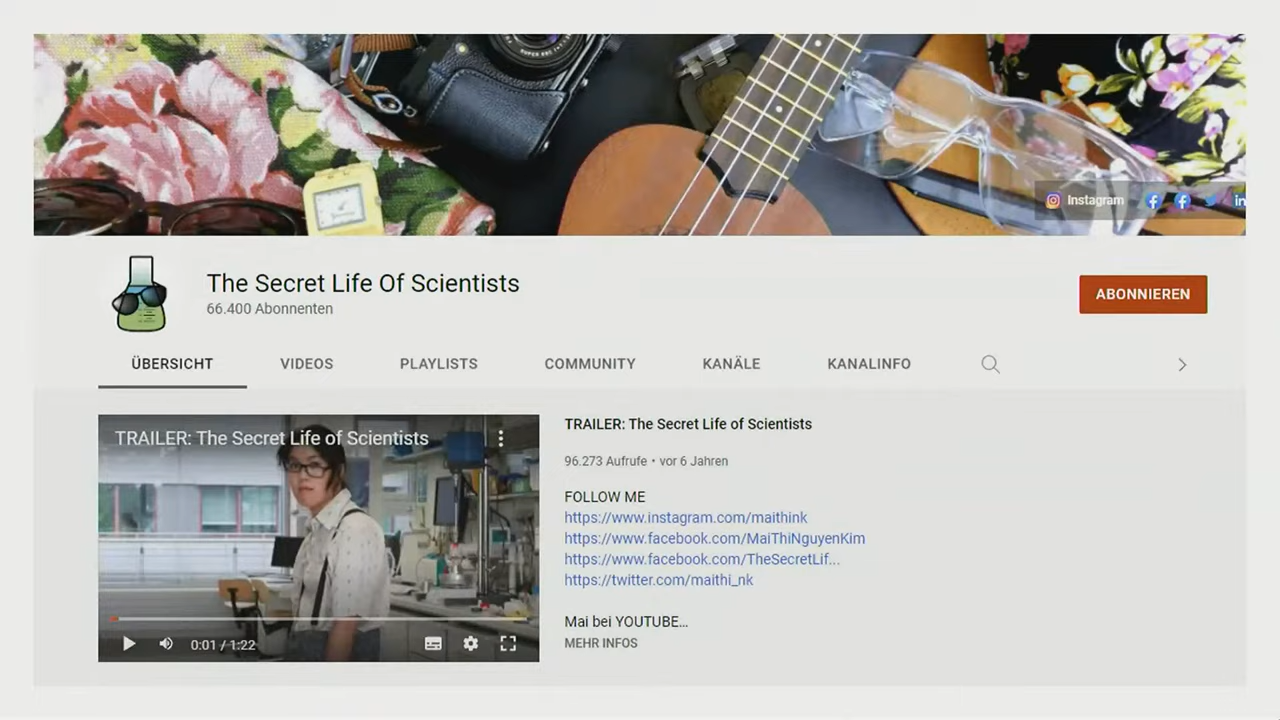 Instagram
The Secret Life Of Scientists
66.400 Abonnenten
ABONNIEREN
ÜBERSICHT
VIDEOS
PLAYLISTS
COMMUNITY
KANÄLE
KANALINFO
TRAILER: The Secret Life of Scientists
0:01 / 1:22
TRAILER: The Secret Life of Scientists
96.273 Aufrufe • vor 6 Jahren
FOLLOW ME
https://www.instagram.com/maithink
https://www.facebook.com/MaiThiNguyenKim
https://www.facebook.com/TheSecretLif...
https://twitter.com/maithi_nk
Mai bei YOUTUBE...
MEHR INFOS